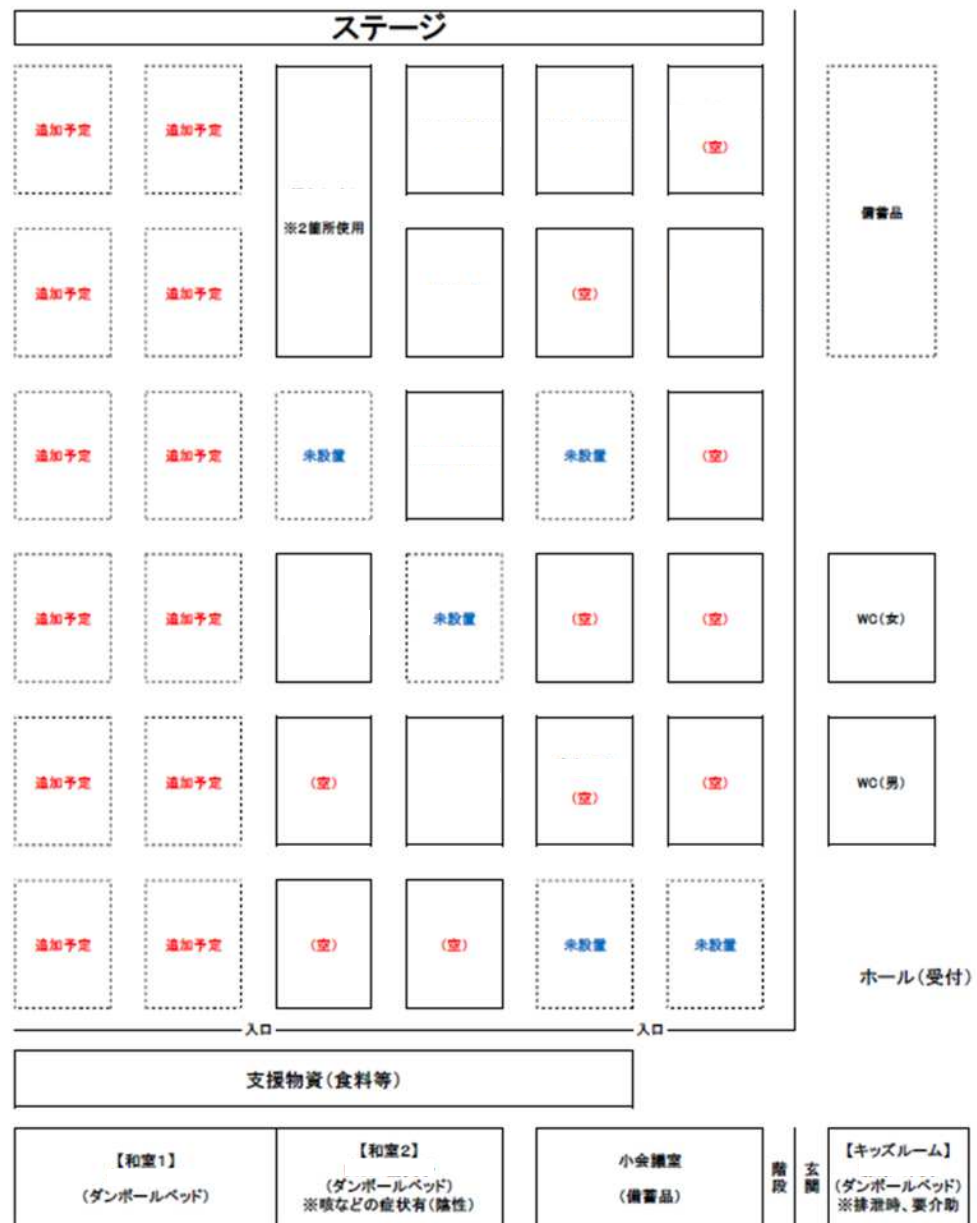 ステージ
追加予定
追加予定
(空)
※2箇所使用
備蓄品
追加予定
追加予定
(空)
追加予定
追加予定
未設置
未設置
(空)
追加予定
追加予定
未設置
(空)
(空)
WC(女)
追加予定
追加予定
(空)
(空)
(空)
WC(男)
追加予定
追加予定
(空)
(空)
未設置
未設置
ホール(受付)
入口
入口
支援物資(食料等)
【和室1】
(ダンボールベッド)
【和室2】
(ダンボールベッド)
※咳などの症状有(陰性)
小会議室
(備蓄品)
階段
玄関
【キッズルーム】
(ダンボールベッド)
※排泄時、要介助